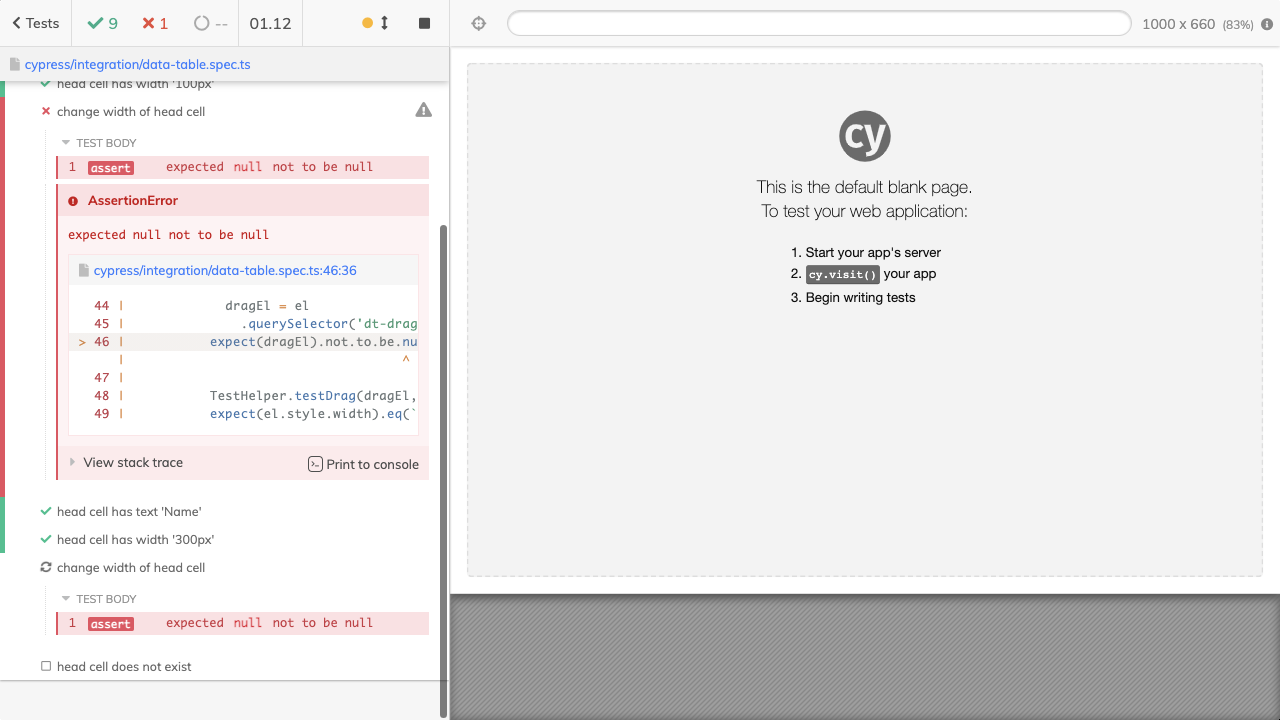 Tests
9
1
--
01.12
1000 x 660 (83%)
cypress/integration/data-table.spec.ts
head cell has width '100px'
change width of head cell
TEST BODY
1 assert expected null not to be null
AssertionError
expected null not to be null
cypress/integration/data-table.spec.ts:46:36
44 | dragEl = el
45 | .querySelector('dt-drag
> 46 | expect(dragEl).not.to.be.nu
| ^
47 |
48 | TestHelper.testDrag(dragEl,
49 | expect(el.style.width).eq(`
View stack trace
Print to console
head cell has text 'Name'
head cell has width '300px'
change width of head cell
TEST BODY
1 assert expected null not to be null
head cell does not exist
cy
This is the default blank page.
To test your web application:
1. Start your app's server
2. cy.visit() your app
3. Begin writing tests